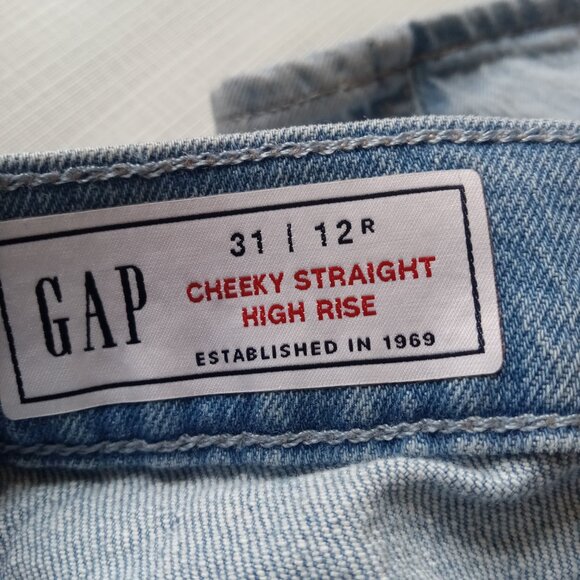 GAP
31 | 12R
CHEEKY STRAIGHT
HIGH RISE
ESTABLISHED IN 1969